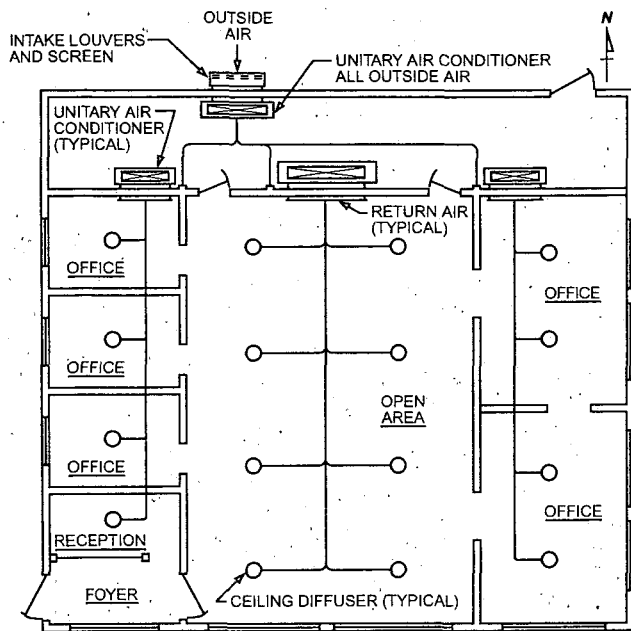 OUTSIDE
AIR
INTAKE LOUVERS
AND SCREEN
UNITARY AIR CONDITIONER
ALL OUTSIDE AIR
N
UNITARY AIR
CONDITIONER
(TYPICAL)
RETURN AIR
(TYPICAL)
OFFICE
OFFICE
OFFICE
OPEN
AREA
OFFICE
OFFICE
RECEPTION
FOYER
CEILING DIFFUSER (TYPICAL)